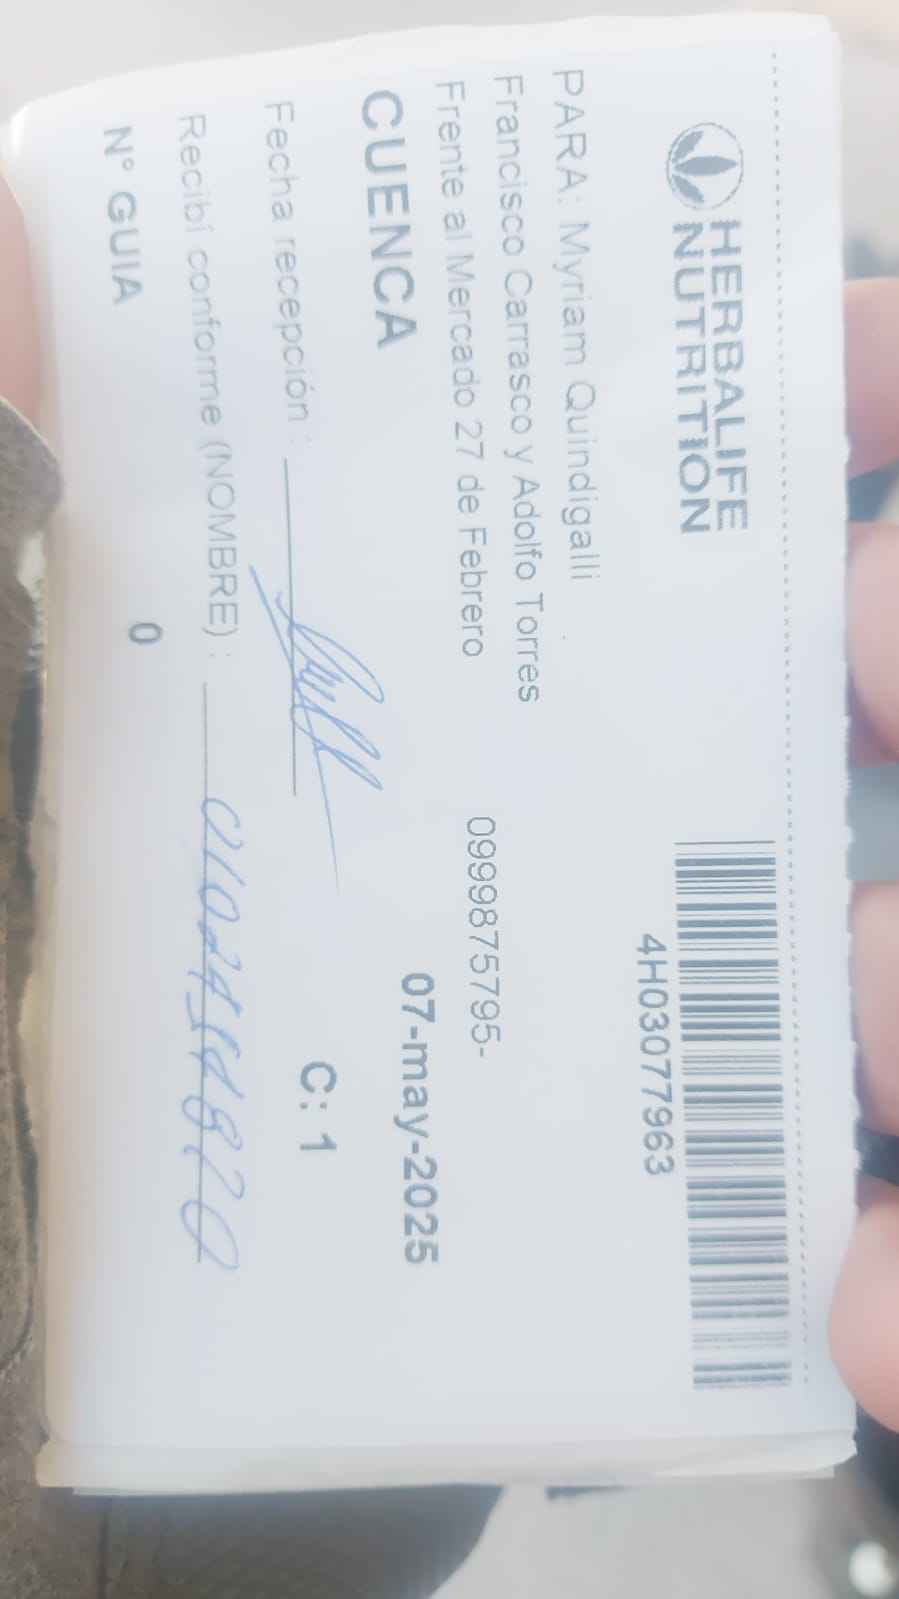 HERBALIFE
NUTRITION
4H03077963
PARA: Myriam Quindigalli
Francisco Carrasco y Adolfo Torres
Frente al Mercado 27 de Febrero
0999875795-
CUENCA
07-may-2025
Fecha recepción :
C: 1
Recibí conforme (NOMBRE) :
N° GUIA
0